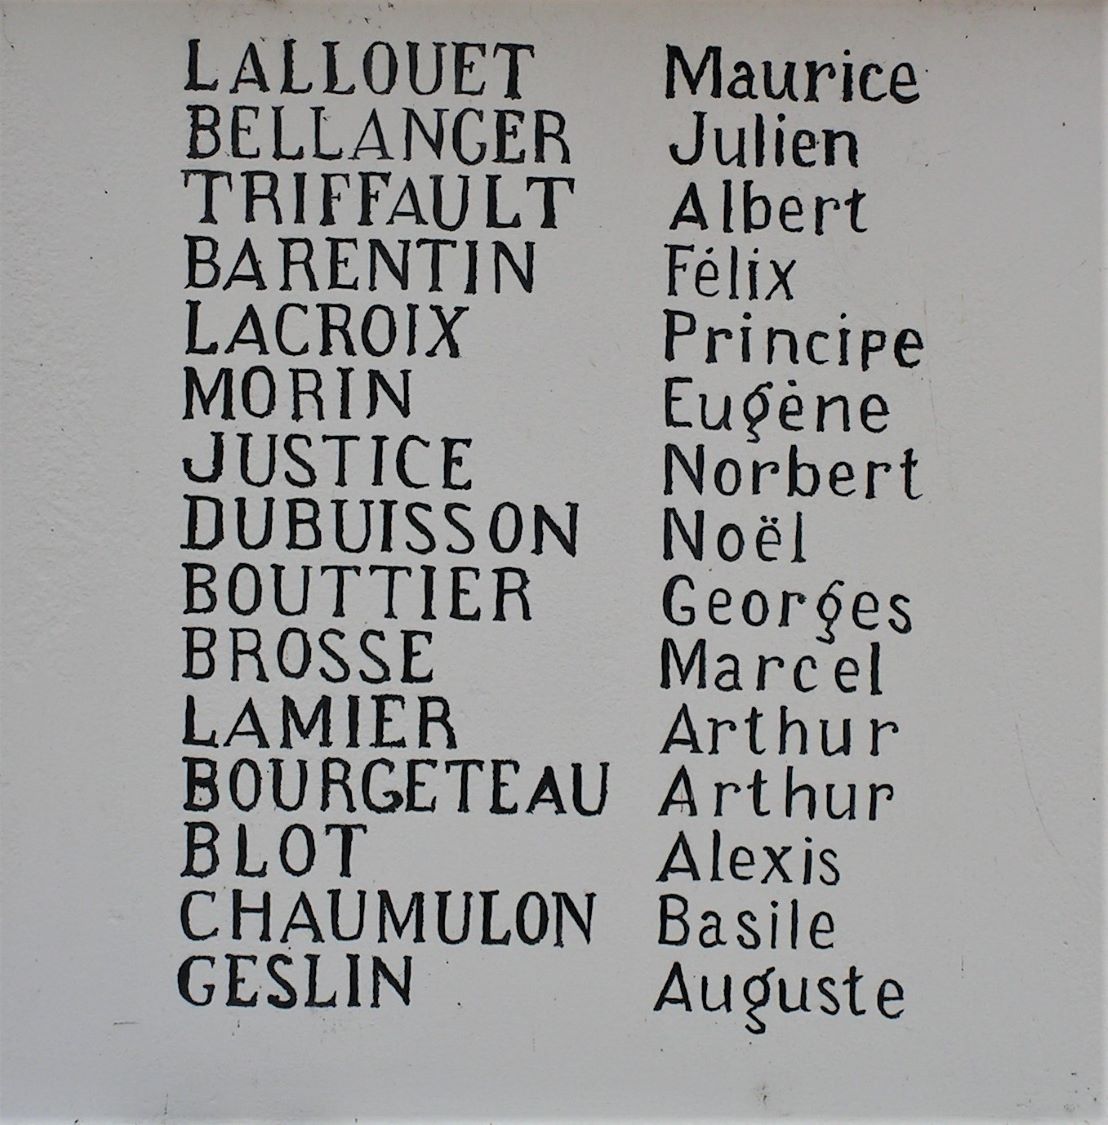 LALLOUET Maurice
BELLANGER Julien
TRIFFAULT Albert
BARENTIN Félix
LACROIX Principe
MORIN Eugène
JUSTICE Norbert
DUBUISSON Noël
BOUTTIER Georges
BROSSE Marcel
LAMIER Arthur
BOURGETEAU Arthur
BLOT Alexis
CHAUMULON Basile
GESLIN Auguste